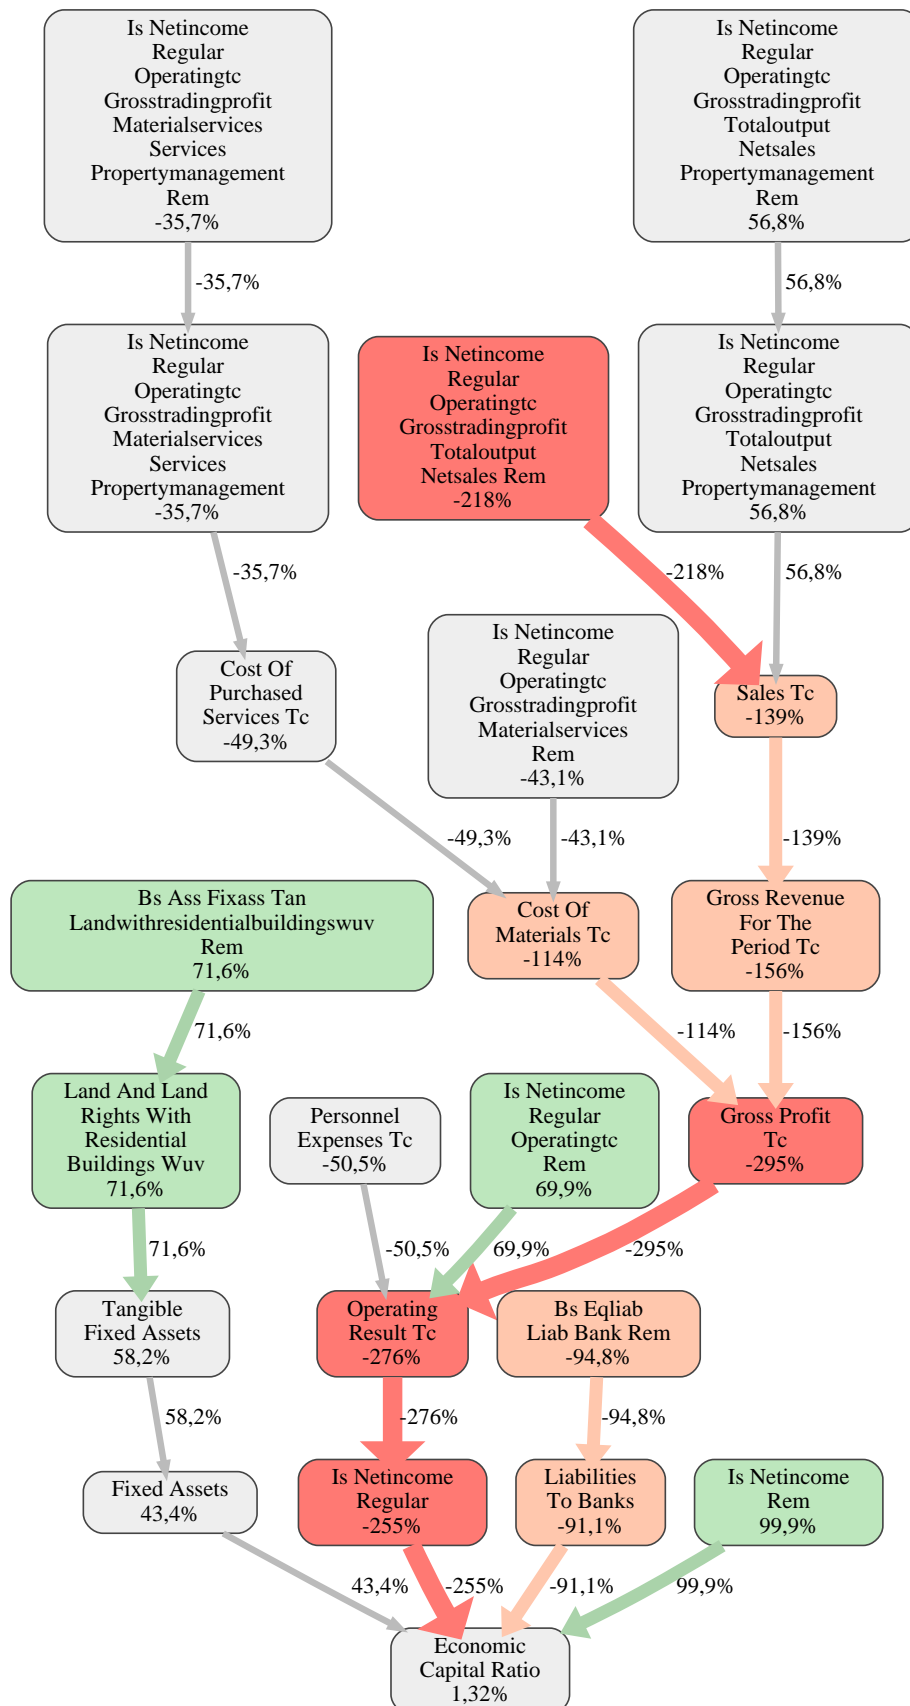 Is Netincome
Regular
Operatingtc
Grosstradingprofit
Materialservices
Services
Propertymanagement
Rem
-35,7%
Is Netincome
Regular
Operatingtc
Grosstradingprofit
Totaloutput
Netsales
Propertymanagement
Rem
56,8%
-35,7%
56,8%
Is Netincome
Regular
Operatingtc
Grosstradingprofit
Materialservices
Services
Propertymanagement
-35,7%
Is Netincome
Regular
Operatingtc
Grosstradingprofit
Totaloutput
Netsales Rem
-218%
Is Netincome
Regular
Operatingtc
Grosstradingprofit
Totaloutput
Netsales
Propertymanagement
56,8%
-35,7%
-218%
56,8%
Cost Of
Purchased
Services Tc
-49,3%
Is Netincome
Regular
Operatingtc
Grosstradingprofit
Materialservices
Rem
-43,1%
Sales Tc
-139%
-49,3%
-43,1%
-139%
Bs Ass Fixass Tan
Landwithresidentialbuildingswuv
Rem
71,6%
Cost Of
Materials Tc
-114%
Gross Revenue
For The
Period Tc
-156%
71,6%
-114%
-156%
Land And Land
Rights With
Residential
Buildings Wuv
71,6%
Personnel
Expenses Tc
-50,5%
Is Netincome
Regular
Operatingtc
Rem
69,9%
Gross Profit
Tc
-295%
71,6%
-50,5%
69,9%
-295%
Tangible
Fixed Assets
58,2%
Operating
Result Tc
-276%
Bs Eqliab
Liab Bank Rem
-94,8%
58,2%
-276%
-94,8%
Fixed Assets
43,4%
Is Netincome
Regular
-255%
Liabilities
To Banks
-91,1%
Is Netincome
Rem
99,9%
43,4%
-255%
-91,1%
99,9%
Economic
Capital Ratio
1,32%